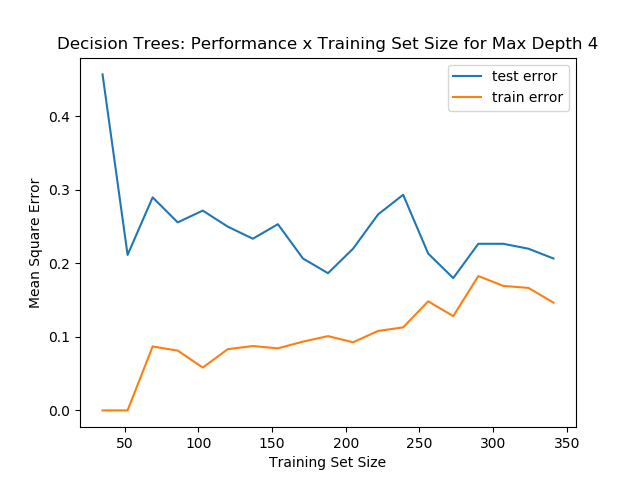 Decision Trees: Performance x Training Set Size for Max Depth 4
test error
train error
Mean Square Error
0.4
0.3
0.2
0.1
0.0
50 100 150 200 250 300 350
Training Set Size